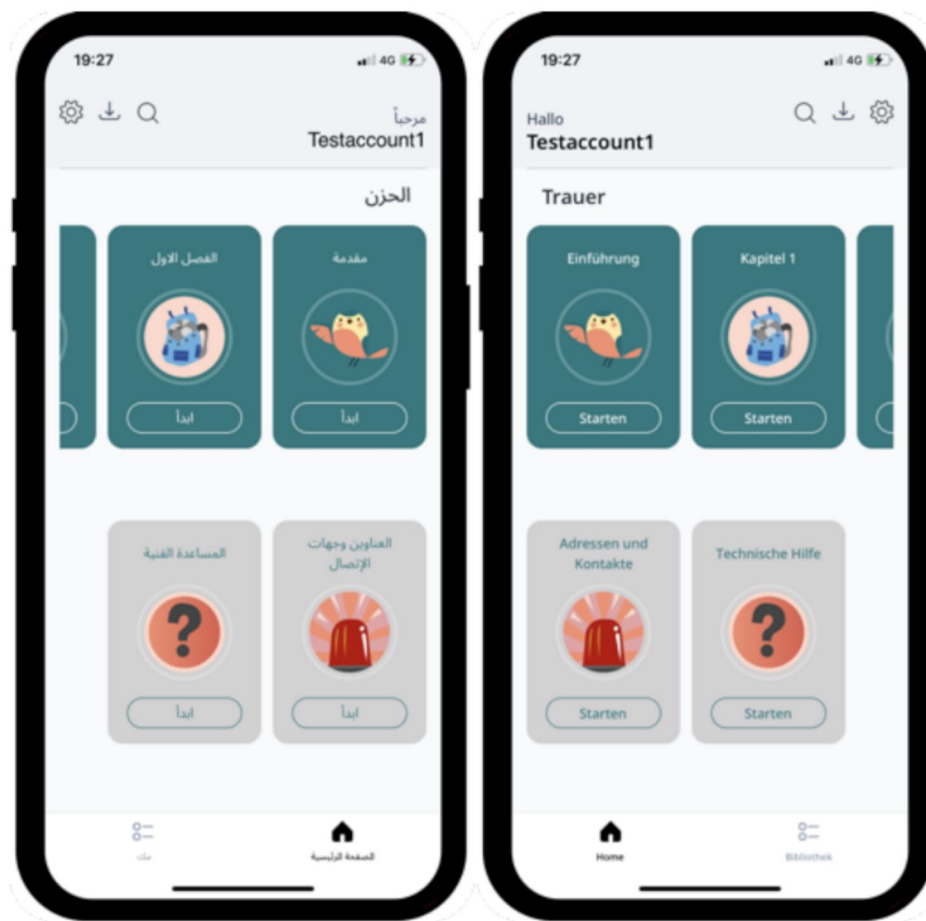 19:27
4G
مرحباً
Testaccount1
الحزن
مقدمة
الفصل الاول
ابدأ
ابدأ
العناوين وجهات
الإتصال
المساعدة الفنية
ابدأ
ابدأ
الصفحة الرئيسية
19:27
4G
Hallo
Testaccount1
Trauer
Einführung
Kapitel 1
Starten
Starten
Adressen und
Kontakte
Technische Hilfe
?
Starten
Starten
Home
Bibliothek